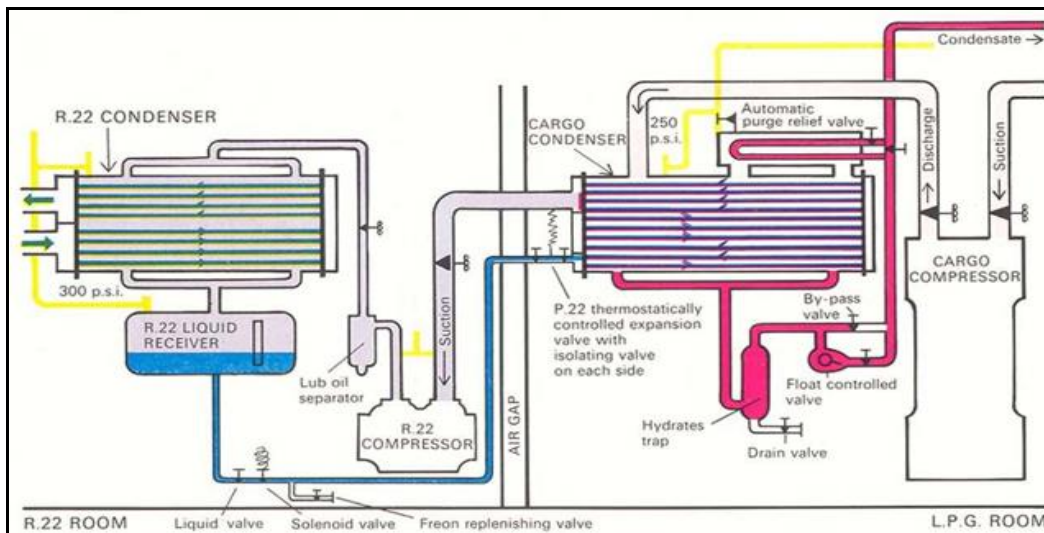 Condensate
R.22 CONDENSER
CARGO
CONDENSER
250
p.s.i.
Automatic
purge relief valve
Discharge
Suction
300 p.s.i.
R.22 LIQUID
RECEIVER
Lub oil
separator
Suction
R.22
COMPRESSOR
AIR GAP
P.22 thermostatically
controlled expansion
valve with
isolating valve
on each side
CARGO
COMPRESSOR
By-pass
valve
Float controlled
valve
Hydrates
trap
Drain valve
Liquid valve
Solenoid valve
Freon replenishing valve
R.22 ROOM
L.P.G. ROOM